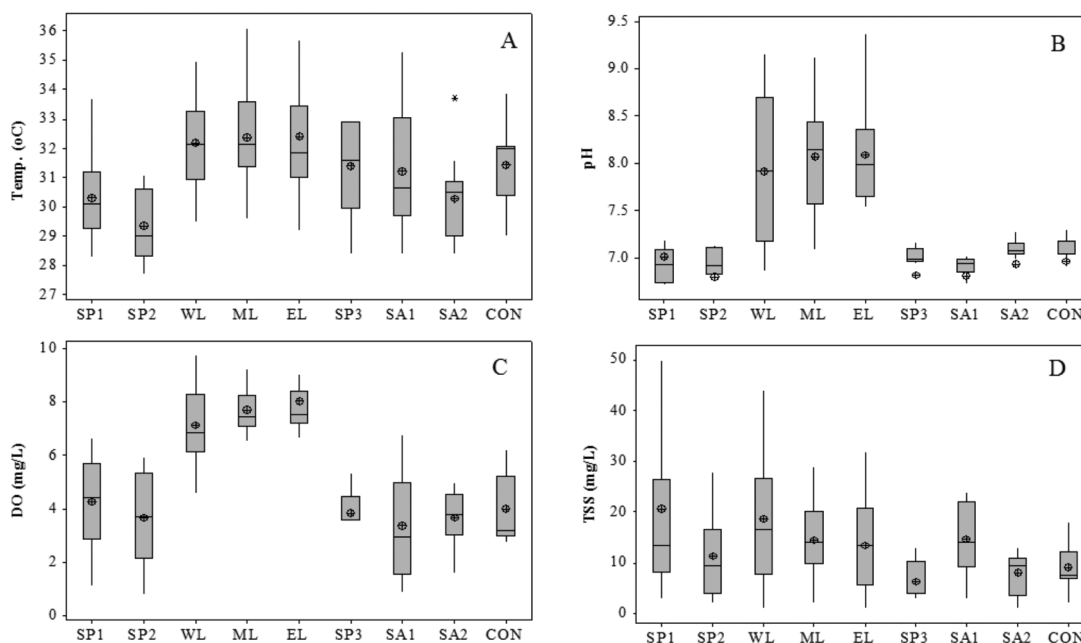 A
Temp. (oC)
36
35
34
33
32
31
30
29
28
27
SP1 SP2 WL ML EL SP3 SA1 SA2 CON
B
pH
9.5
9.0
8.5
8.0
7.5
7.0
SP1 SP2 WL ML EL SP3 SA1 SA2 CON
C
DO (mg/L)
10
8
6
4
2
0
SP1 SP2 WL ML EL SP3 SA1 SA2 CON
D
TSS (mg/L)
50
40
30
20
10
0
SP1 SP2 WL ML EL SP3 SA1 SA2 CON